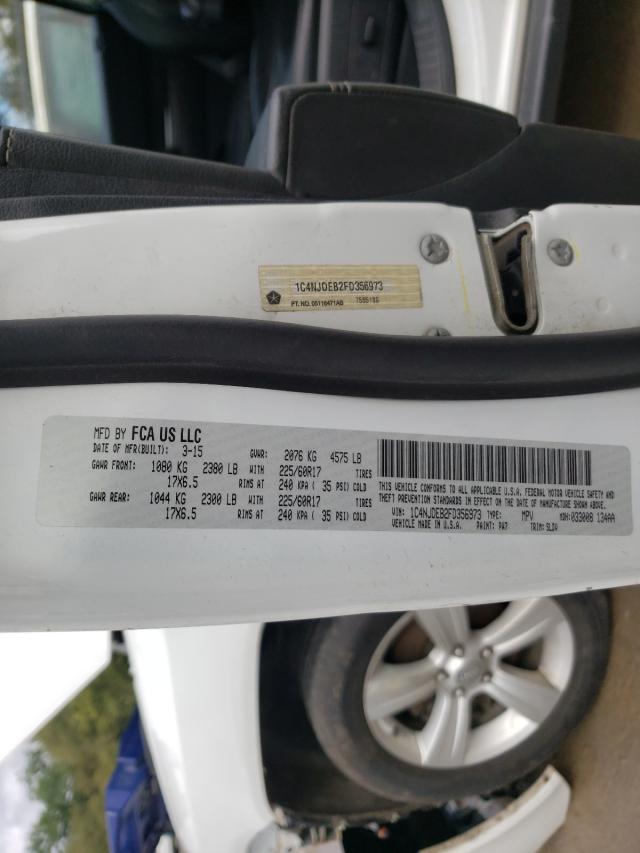 1C4NJDEB2FD356973
PT. NO. 05116471AB
MFD BY FCA US LLC
DATE OF MFR(BUILT): 3-15 GVWR: 2076 KG 4575 LB
GAWR FRONT: 1080 KG 2380 LB WITH 225/60R17 TIRES
17X6.5 RIMS AT 240 KPA ( 35 PSI) COLD
GAWR REAR: 1044 KG 2300 LB WITH 225/60R17 TIRES
17X6.5 RIMS AT 240 KPA ( 35 PSI) COLD
THIS VEHICLE CONFORMS TO ALL APPLICABLE U.S.A. FEDERAL MOTOR VEHICLE SAFETY AND
THEFT PREVENTION STANDARDS IN EFFECT ON THE DATE OF MANUFACTURE SHOWN ABOVE.
VIN: 1C4NJDEB2FD356973 TYPE: MPV MDH: 033008 134AA
MADE IN U.S.A. PAINT: PW7 TRIM: SLDV